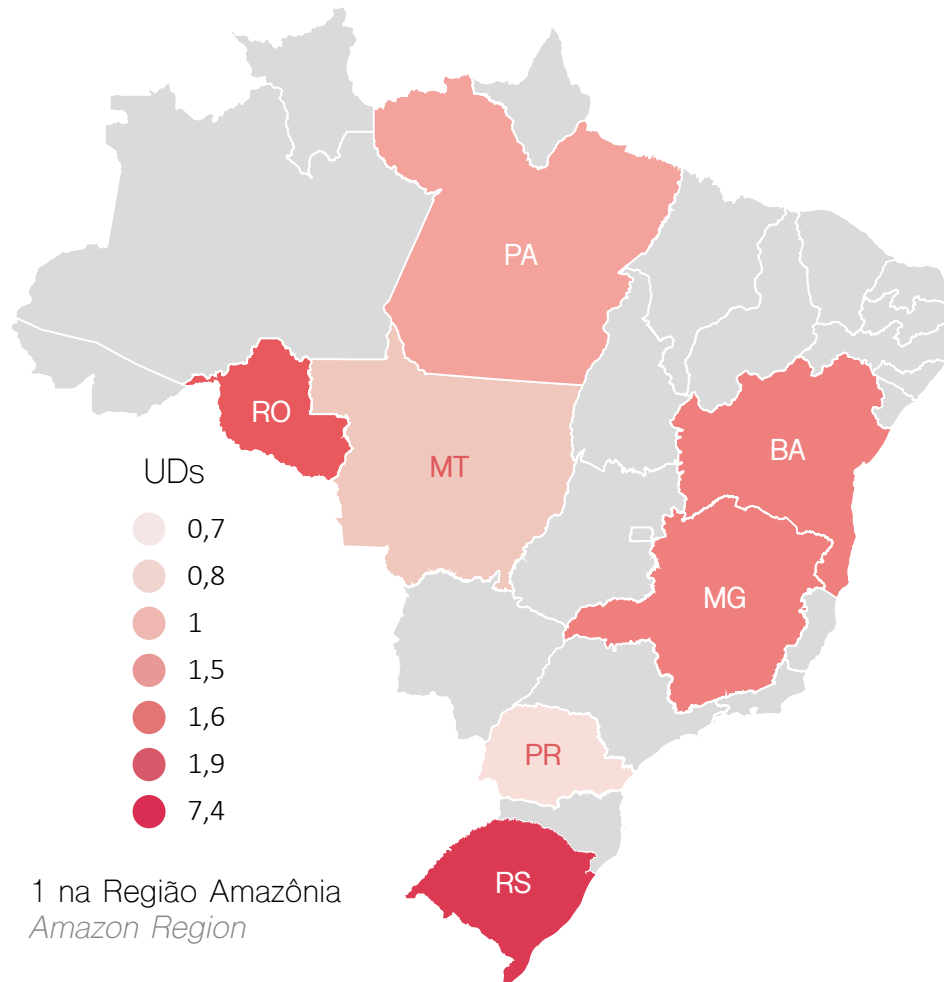 PA
RO
BA
MT
UDs
0,7
0,8
1
1,5
1,6
1,9
7,4
MG
PR
RS
1 na Região Amazônia
Amazon Region